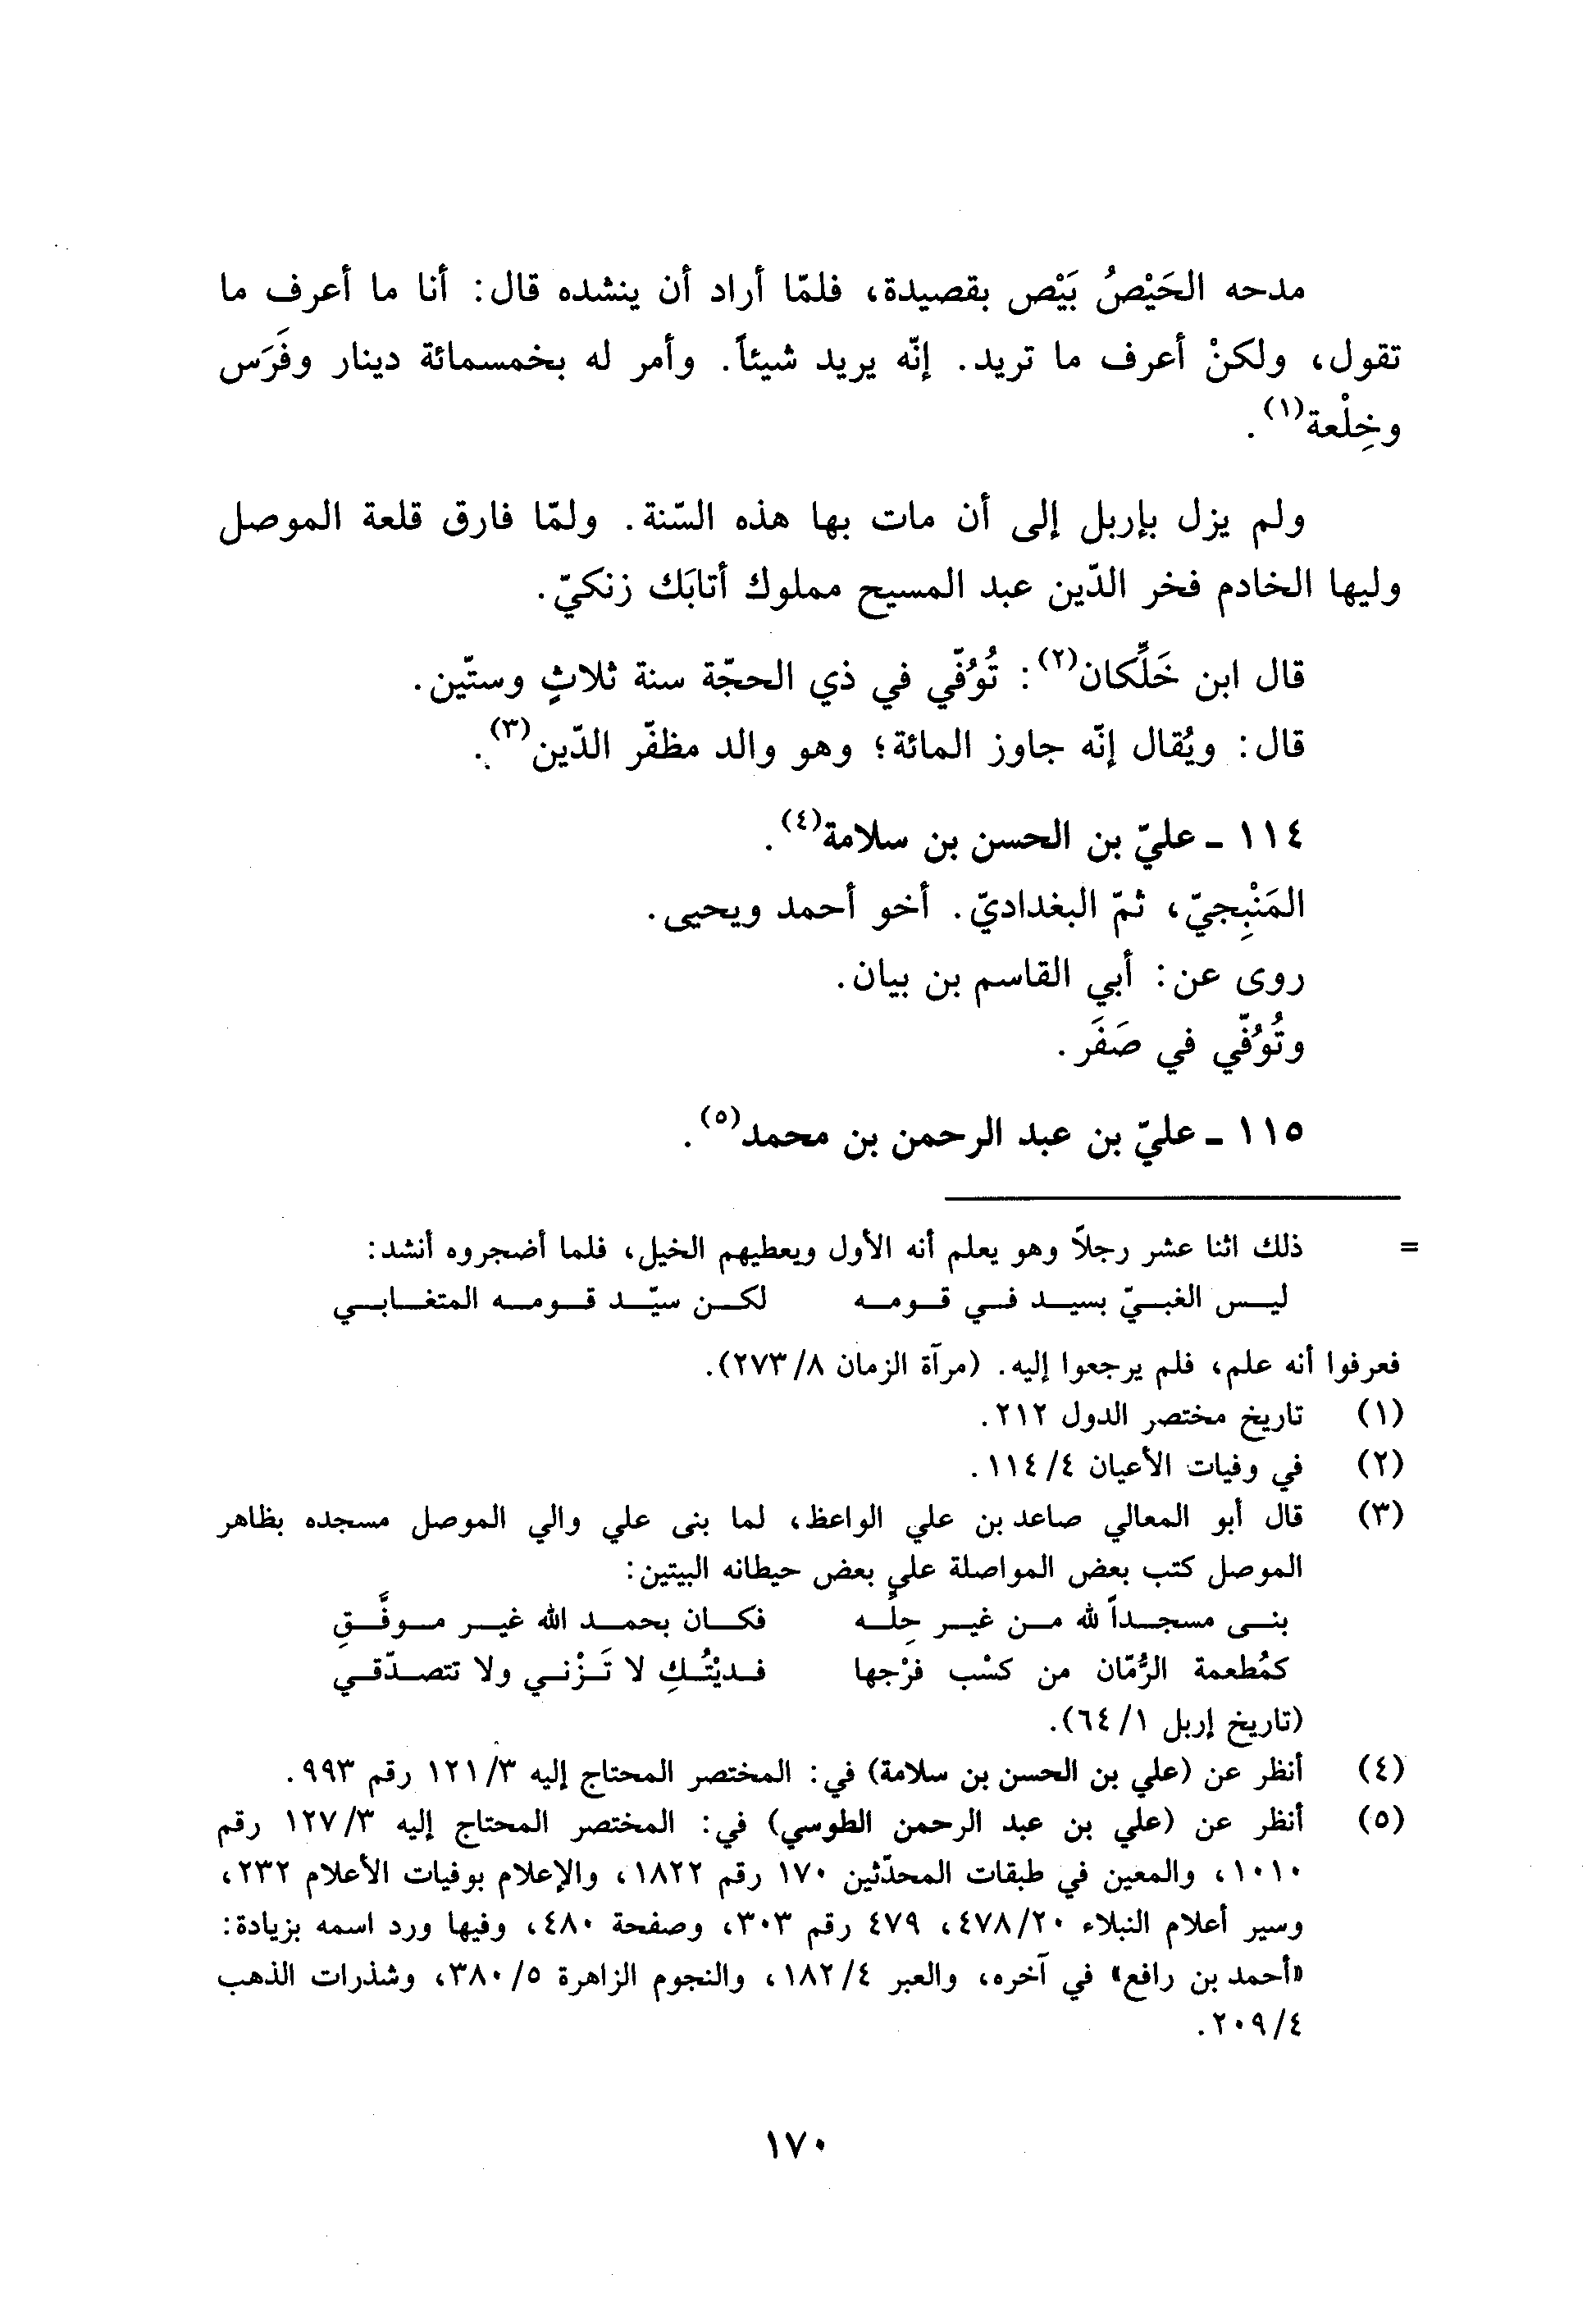 مدحه الحَيْصُ بَيْص بقصيدة، فلمّا أراد أن ينشده قال: أنا ما أعرف ما
تقول، ولكنْ أعرف ما تريد. إنّه يريد شيئاً. وأمر له بخمسمائة دينار وفَرَس
وخِلْعة(١).
ولم يزل بإربل إلى أن مات بها هذه السّنة. ولمّا فارق قلعة الموصل
وليها الخادم فخر الدّين عبد المسيح مملوك أتابَك زنكيّ.
قال ابن خَلِّكان(٢): تُوُفّي في ذي الحجّة سنة ثلاثٍ وستّين.
قال: ويُقال إنّه جاوز المائة؛ وهو والد مظفّر الدّين(٣).
١١٤ ـ عليّ بن الحسن بن سلامة(٤).
المَنْبِجيّ، ثمّ البغداديّ. أخو أحمد ويحيى.
روى عن: أبي القاسم بن بيان.
وتُوُفّي في صَفَر.
١١٥ ـ عليّ بن عبد الرحمن بن محمد(٥).
= ذلك اثنا عشر رجلاً وهو يعلم أنه الأول ويعطيهم الخيل، فلما أضجروه أنشد:
ليس الغبيّ بسيد في قومه لكن سيّد قومه المتغابي
فعرفوا أنه علم، فلم يرجعوا إليه. (مرآة الزمان ٨/ ٢٧٣).
(١) تاريخ مختصر الدول ٢١٢.
(٢) في وفيات الأعيان ٤/ ١١٤.
(٣) قال أبو المعالي صاعد بن علي الواعظ، لما بنى علي والي الموصل مسجده بظاهر
الموصل كتب بعض المواصلة على بعض حيطانه البيتين:
بنى مسجداً لله من غير حِلِّه فكان بحمد الله غير موفَّقِ
كمُطعمة الرُّمّان من كسْب فرْجها فديْتُكِ لا تَزْني ولا تتصدّقي
(تاريخ إربل ١/ ٦٤).
(٤) أنظر عن (علي بن الحسن بن سلامة) في: المختصر المحتاج إليه ٣/ ١٢١ رقم ٩٩٣.
(٥) أنظر عن (علي بن عبد الرحمن الطوسي) في: المختصر المحتاج إليه ٣/ ١٢٧ رقم
١٠١٠، والمعين في طبقات المحدّثين ١٧٠ رقم ١٨٢٢، والإعلام بوفيات الأعلام ٢٣٢،
وسير أعلام النبلاء ٢٠/ ٤٧٨، ٤٧٩ رقم ٣٠٣، وصفحة ٤٨٠، وفيها ورد اسمه بزيادة:
«أحمد بن رافع» في آخره، والعبر ٤/ ١٨٢، والنجوم الزاهرة ٥/ ٣٨٠، وشذرات الذهب
٤/ ٢٠٩.
١٧٠